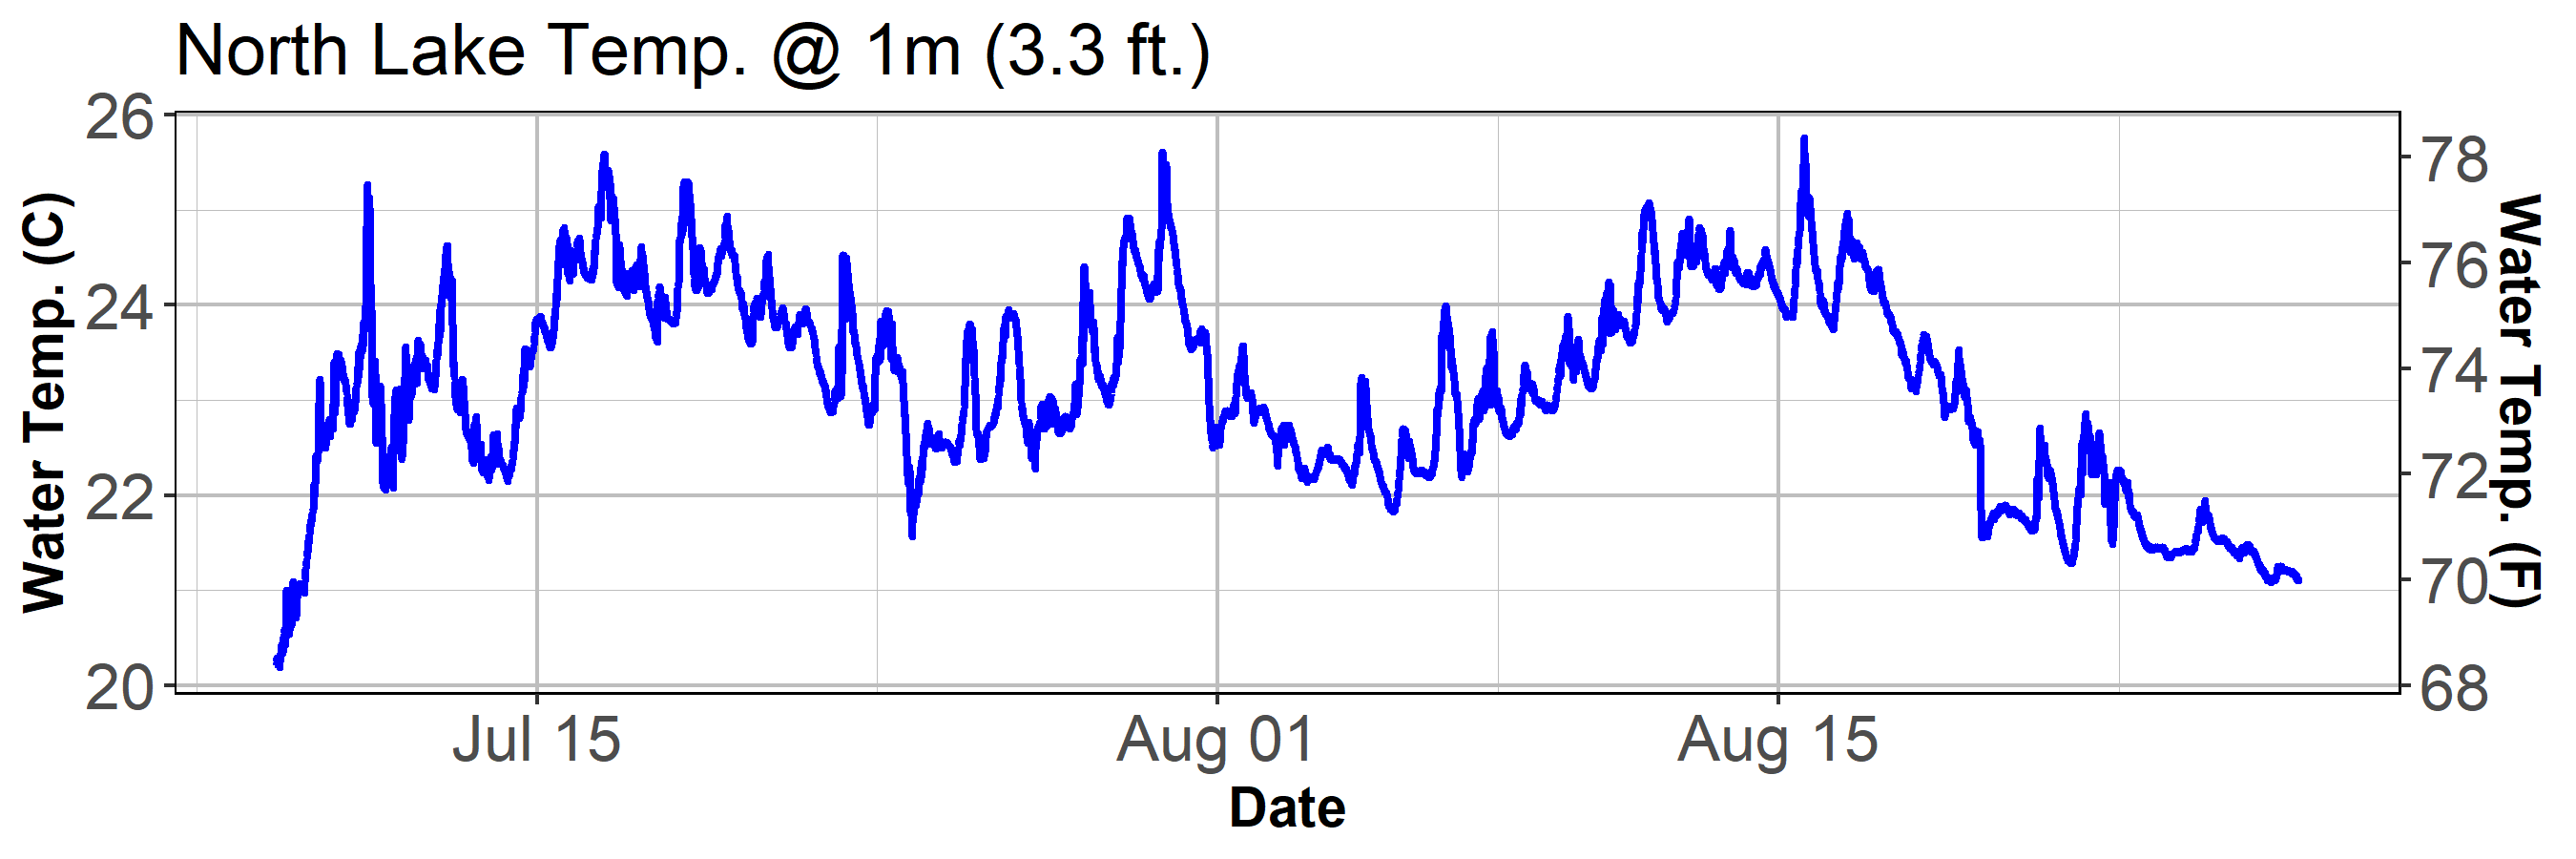 North Lake Temp. @ 1m (3.3 ft.)
Water Temp. (C)
26
24
22
20
78
76
74
72
70
68
Water Temp. (F)
Jul 15
Aug 01
Aug 15
Date